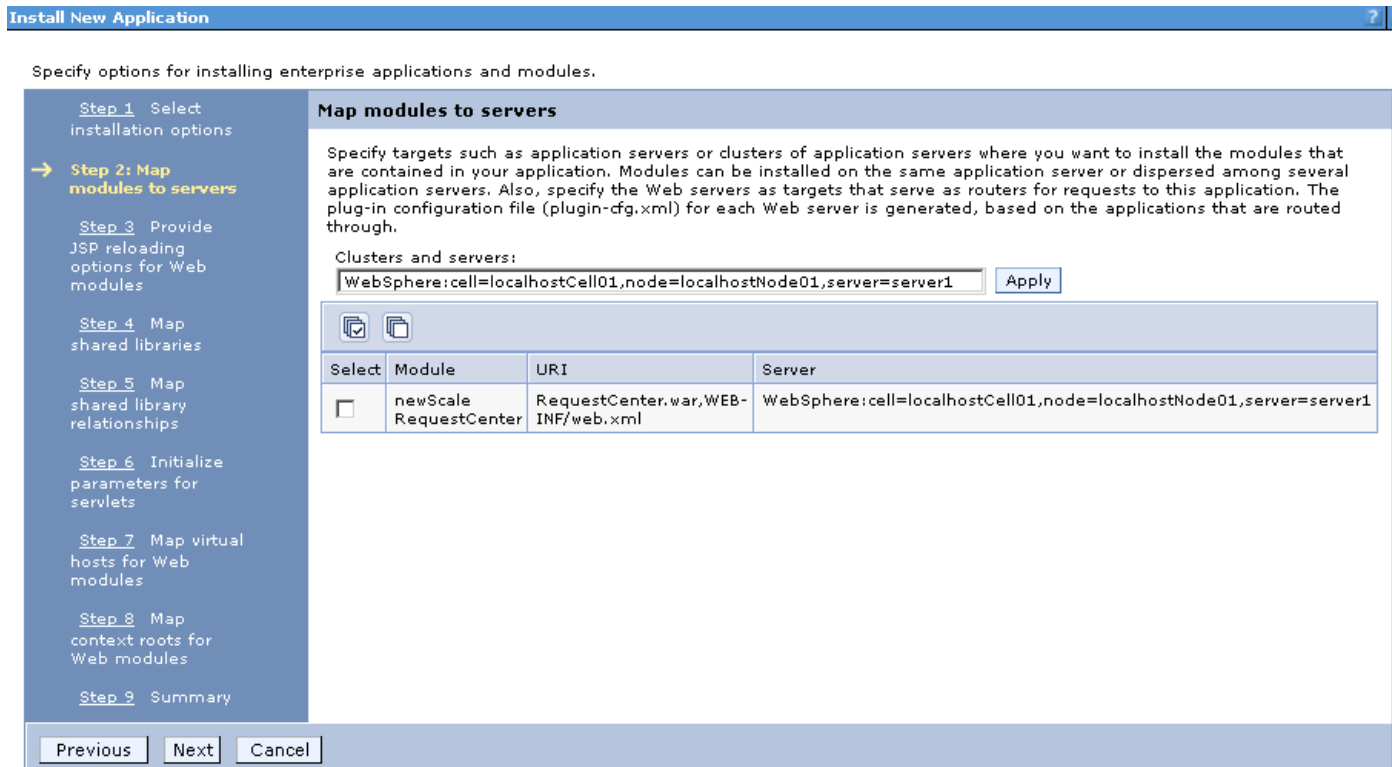 Install New Application
?
Specify options for installing enterprise applications and modules.
Step 1 Select
installation options
Step 2: Map
modules to servers
Step 3 Provide
JSP reloading
options for Web
modules
Step 4 Map
shared libraries
Step 5 Map
shared library
relationships
Step 6 Initialize
parameters for
servlets
Step 7 Map virtual
hosts for Web
modules
Step 8 Map
context roots for
Web modules
Step 9 Summary
Map modules to servers
Specify targets such as application servers or clusters of application servers where you want to install the modules that
are contained in your application. Modules can be installed on the same application server or dispersed among several
application servers. Also, specify the Web servers as targets that serve as routers for requests to this application. The
plug-in configuration file (plugin-cfg.xml) for each Web server is generated, based on the applications that are routed
through.
Clusters and servers:
WebSphere:cell=localhostCell01,node=localhostNode01,server=server1
Apply
Select Module URI Server
newScale
RequestCenter
RequestCenter.war,WEB-
INF/web.xml
WebSphere:cell=localhostCell01,node=localhostNode01,server=server1
Previous Next Cancel